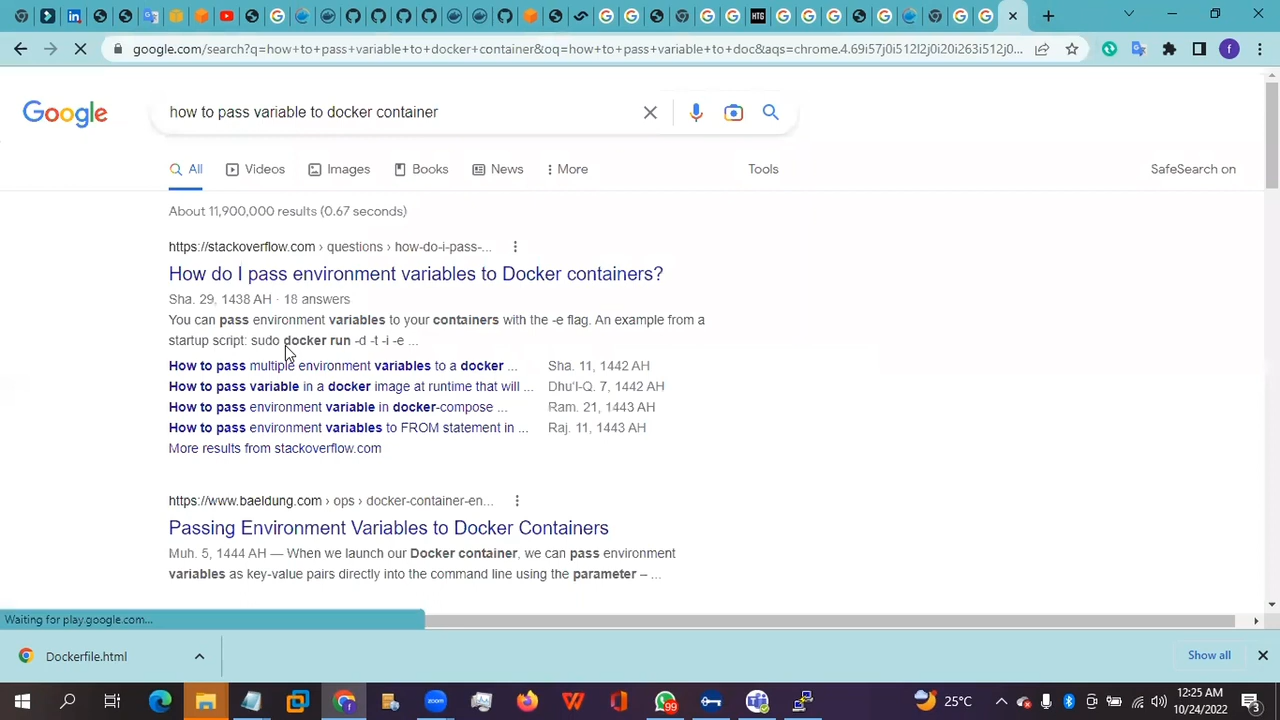 google.com/search?q=how+to+pass+variable+to+docker+container&oq=how+to+pass+variable+to+doc&aqs=chrome.4.69i57j0i512l2j0i20i263i512j0...
f
Google
how to pass variable to docker container
All Videos Images Books News More Tools SafeSearch on
About 11,900,000 results (0.67 seconds)
https://stackoverflow.com › questions › how-do-i-pass-...
How do I pass environment variables to Docker containers?
Sha. 29, 1438 AH · 18 answers
You can pass environment variables to your containers with the -e flag. An example from a
startup script: sudo docker run -d -t -i -e ...
How to pass multiple environment variables to a docker ... Sha. 11, 1442 AH
How to pass variable in a docker image at runtime that will ... Dhuʻl-Q. 7, 1442 AH
How to pass environment variable in docker-compose ... Ram. 21, 1443 AH
How to pass environment variables to FROM statement in ... Raj. 11, 1443 AH
More results from stackoverflow.com
https://www.baeldung.com › ops › docker-container-en...
Passing Environment Variables to Docker Containers
Muh. 5, 1444 AH — When we launch our Docker container, we can pass environment
variables as key-value pairs directly into the command line using the parameter – ...
Waiting for play.google.com...
Dockerfile.html
Show all
zoom
99
25°C
12:25 AM
10/24/2022
3